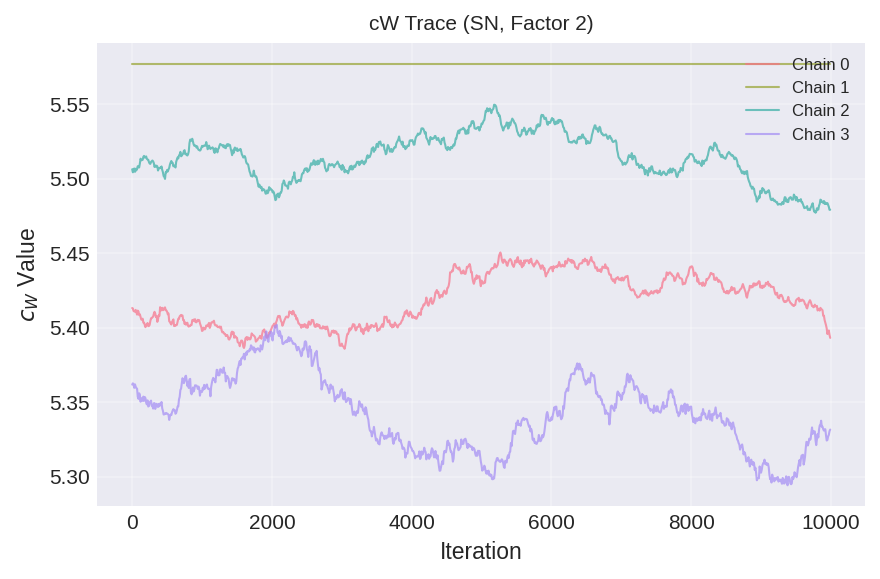 cW Trace (SN, Factor 2)
Chain 0
Chain 1
Chain 2
Chain 3
5.55
5.50
5.45
5.40
5.35
5.30
cW Value
0 2000 4000 6000 8000 10000
Iteration